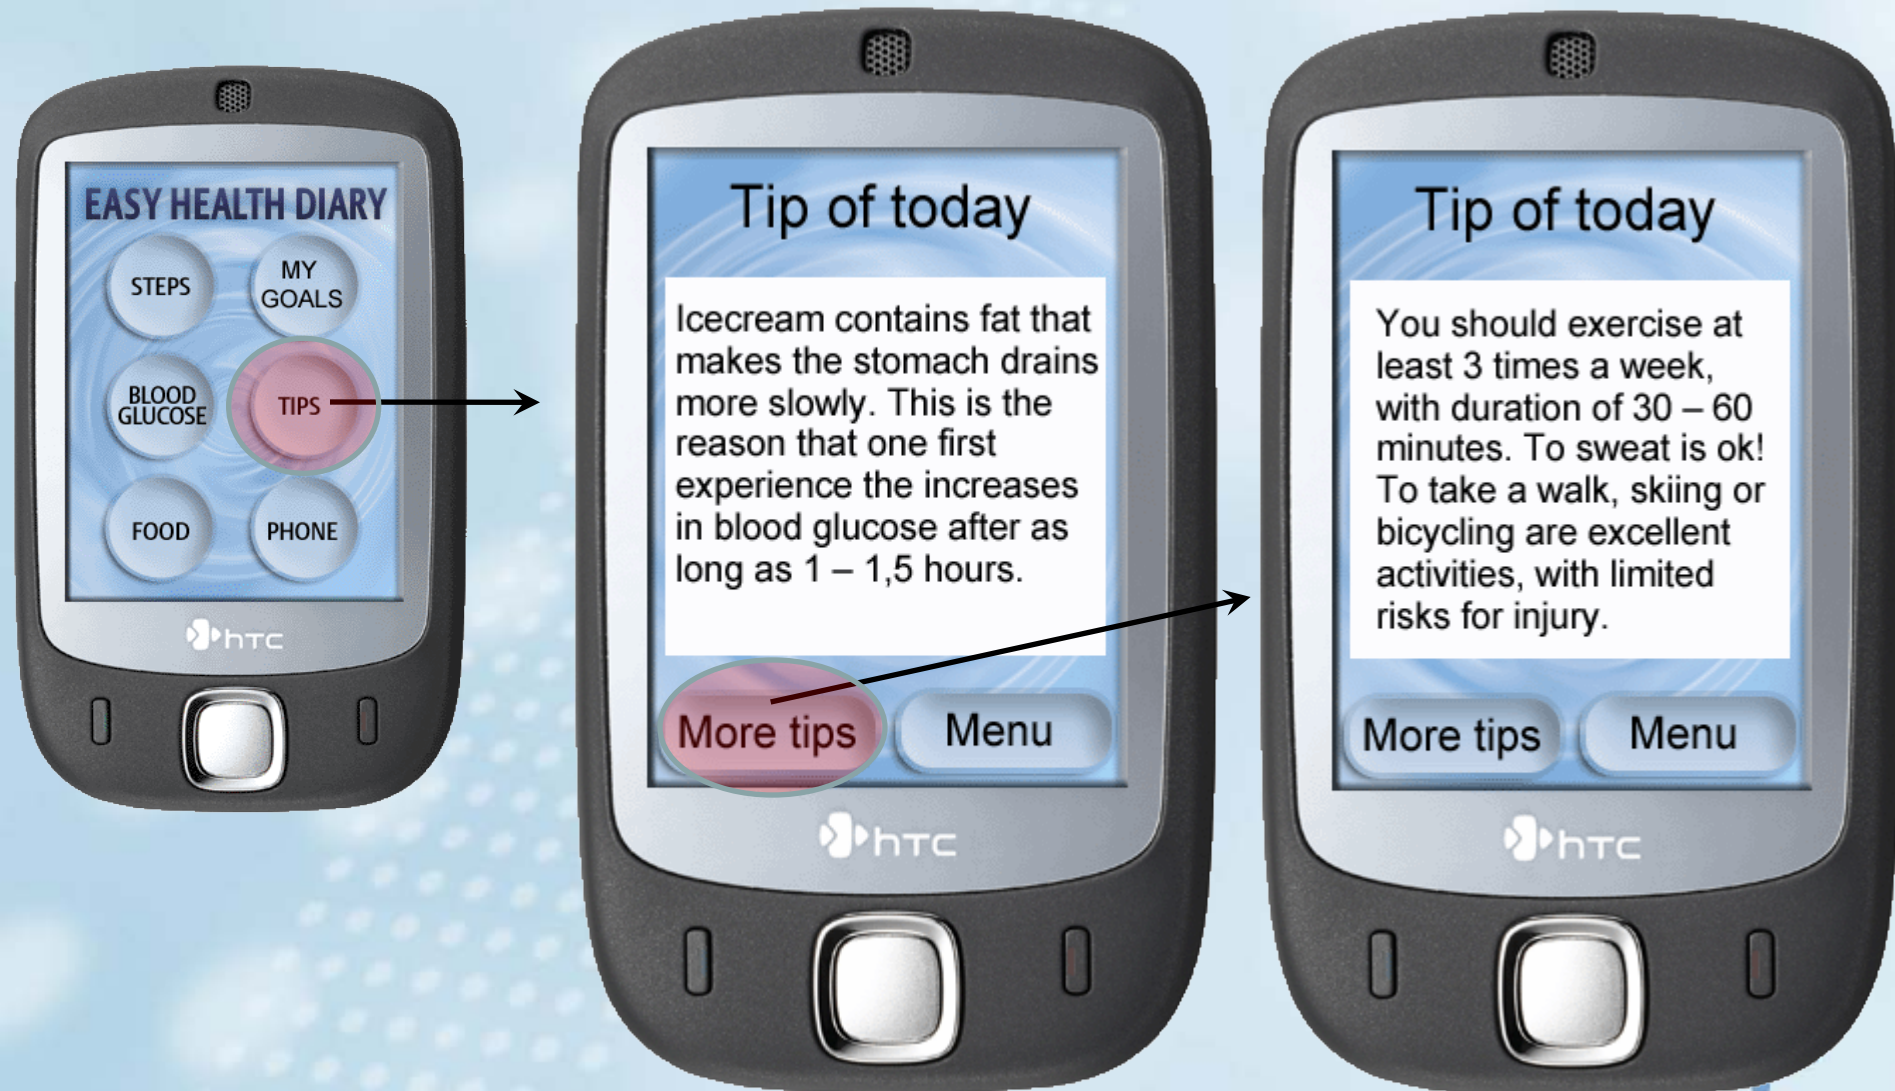 EASY HEALTH DIARY
STEPS
MY
GOALS
BLOOD
GLUCOSE
TIPS
FOOD
PHONE
hTC
Tip of today
Icecream contains fat that
makes the stomach drains
more slowly. This is the
reason that one first
experience the increases
in blood glucose after as
long as 1 – 1,5 hours.
More tips
Menu
hTC
Tip of today
You should exercise at
least 3 times a week,
with duration of 30 – 60
minutes. To sweat is ok!
To take a walk, skiing or
bicycling are excellent
activities, with limited
risks for injury.
More tips
Menu
hTC